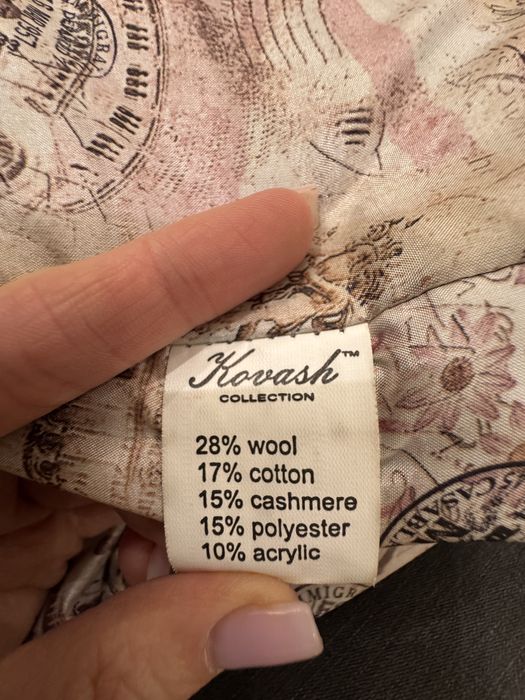 Kovash™
COLLECTION
28% wool
17% cotton
15% cashmere
15% polyester
10% acrylic